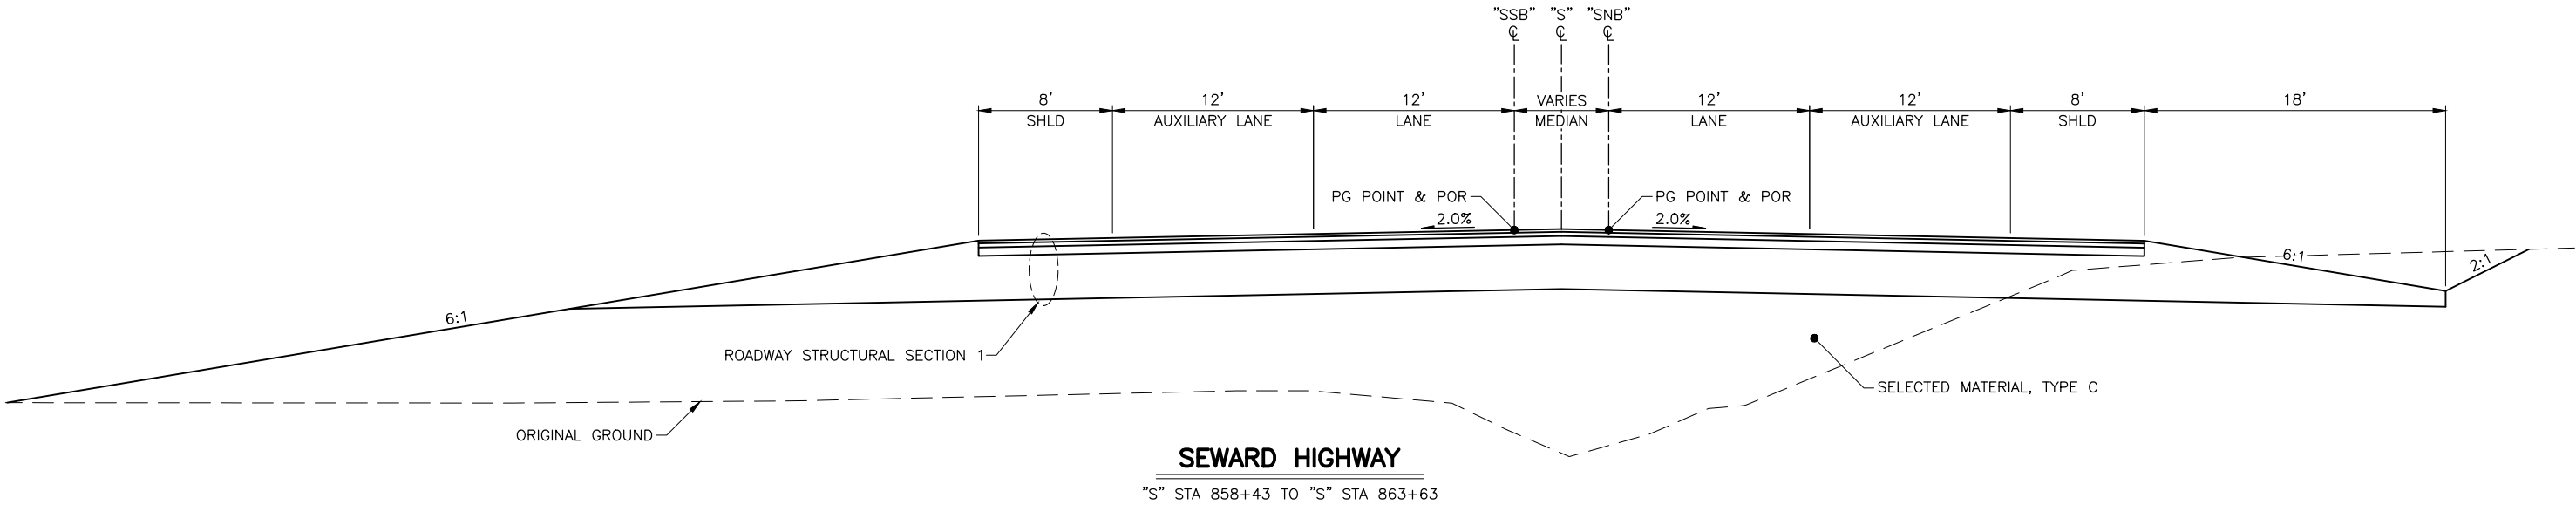 "SSB" "S" "SNB"
℄ ℄ ℄
8' 12' 12' VARIES 12' 12' 8' 18'
SHLD AUXILIARY LANE LANE MEDIAN LANE AUXILIARY LANE SHLD
PG POINT & POR PG POINT & POR
2.0% 2.0%
6:1 2:1
6:1
ROADWAY STRUCTURAL SECTION 1
SELECTED MATERIAL, TYPE C
ORIGINAL GROUND
SEWARD HIGHWAY
"S" STA 858+43 TO "S" STA 863+63